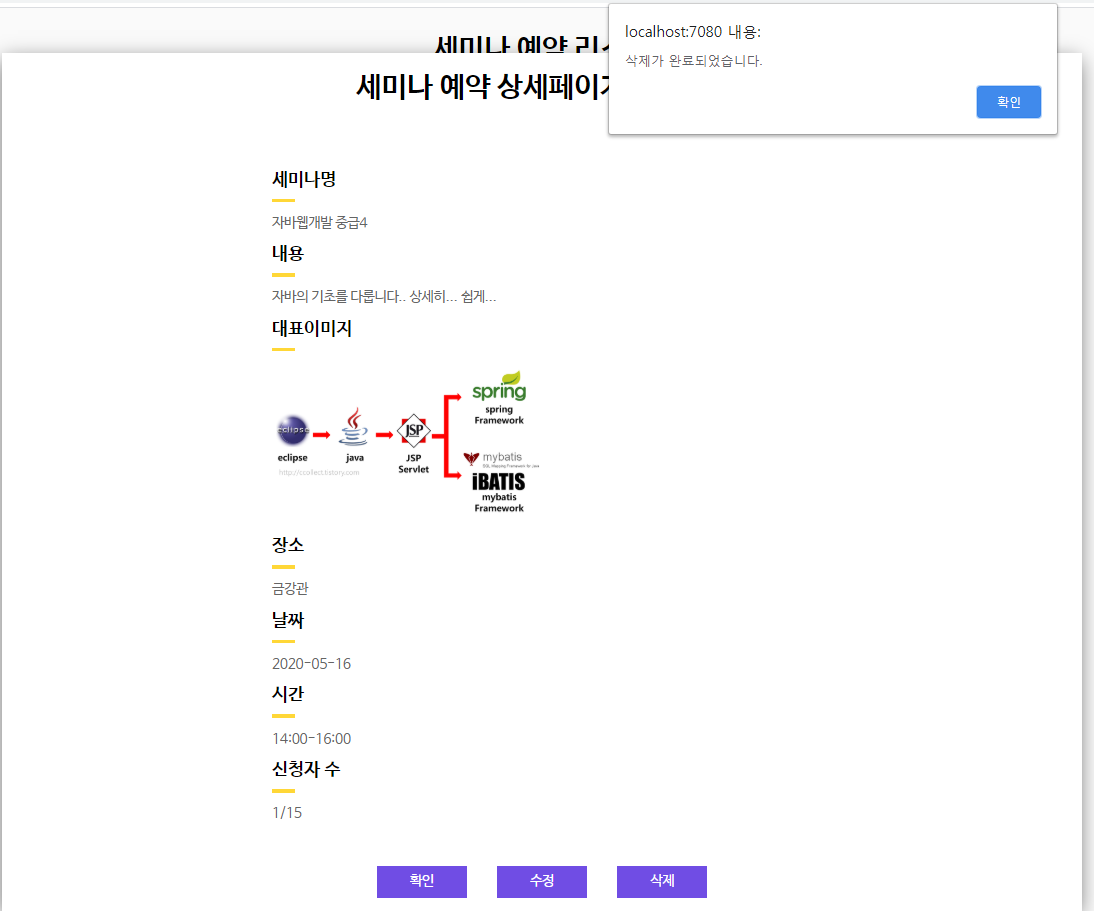 세미나 예약 리스
localhost:7080 내용:
삭제가 완료되었습니다.
확인
세미나 예약 상세페이지
세미나명
자바웹개발 중급4
내용
자바의 기초를 다룹니다.. 상세히... 쉽게...
대표이미지
spring
spring
Framework
eclipse
JSP
eclipse
java
JSP
Servlet
http://ccollect.tistory.com
mybatis
SQL Mapping Framework for Java
iBATIS
mybatis
Framework
장소
금강관
날짜
2020-05-16
시간
14:00-16:00
신청자 수
1/15
확인
수정
삭제